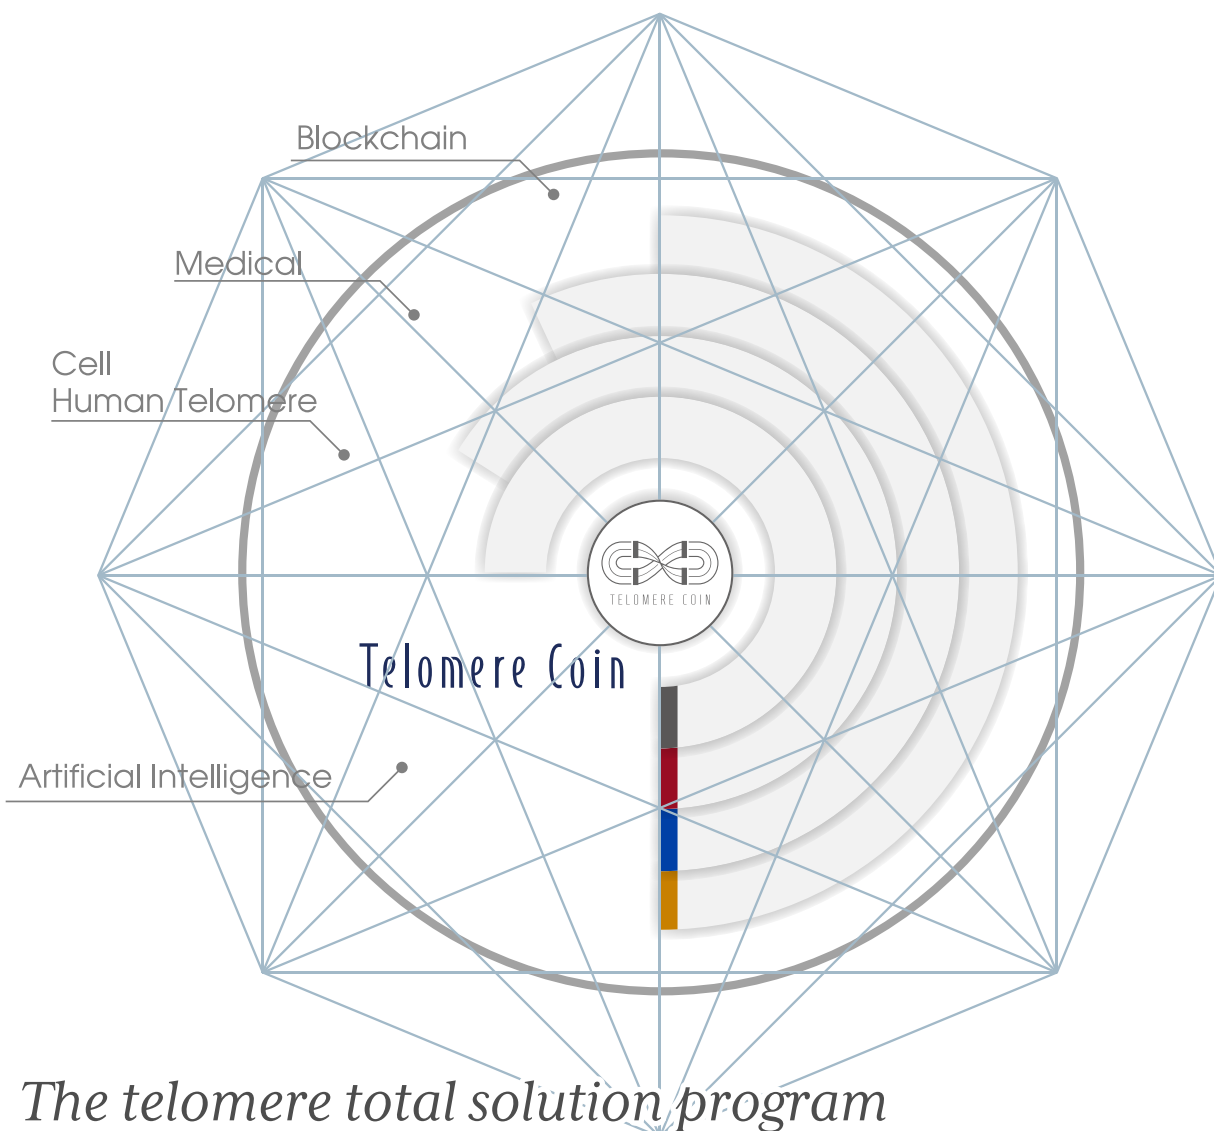 Blockchain
Medical
Cell
Human Telomere
TELOMERE COIN
Telomere Coin
Artificial Intelligence
The telomere total solution program